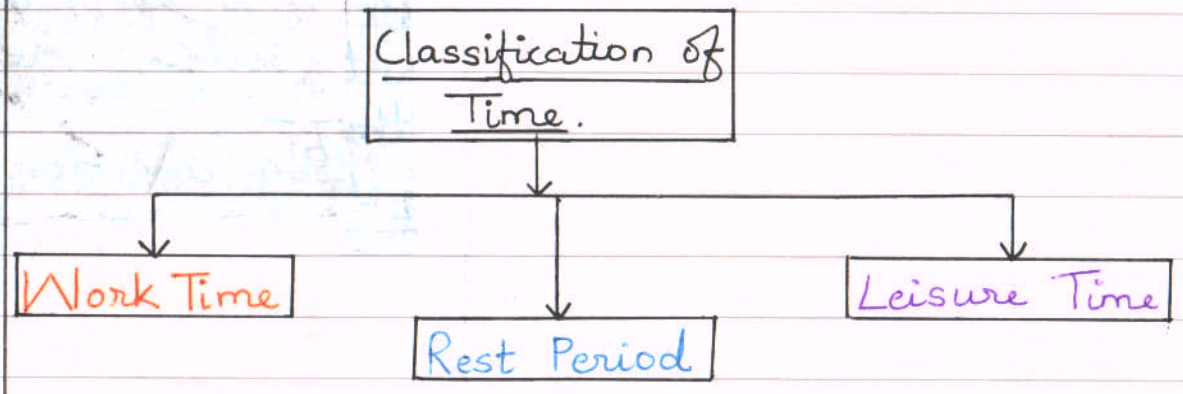 Classification of
Time.
Work Time
Leisure Time
Rest Period